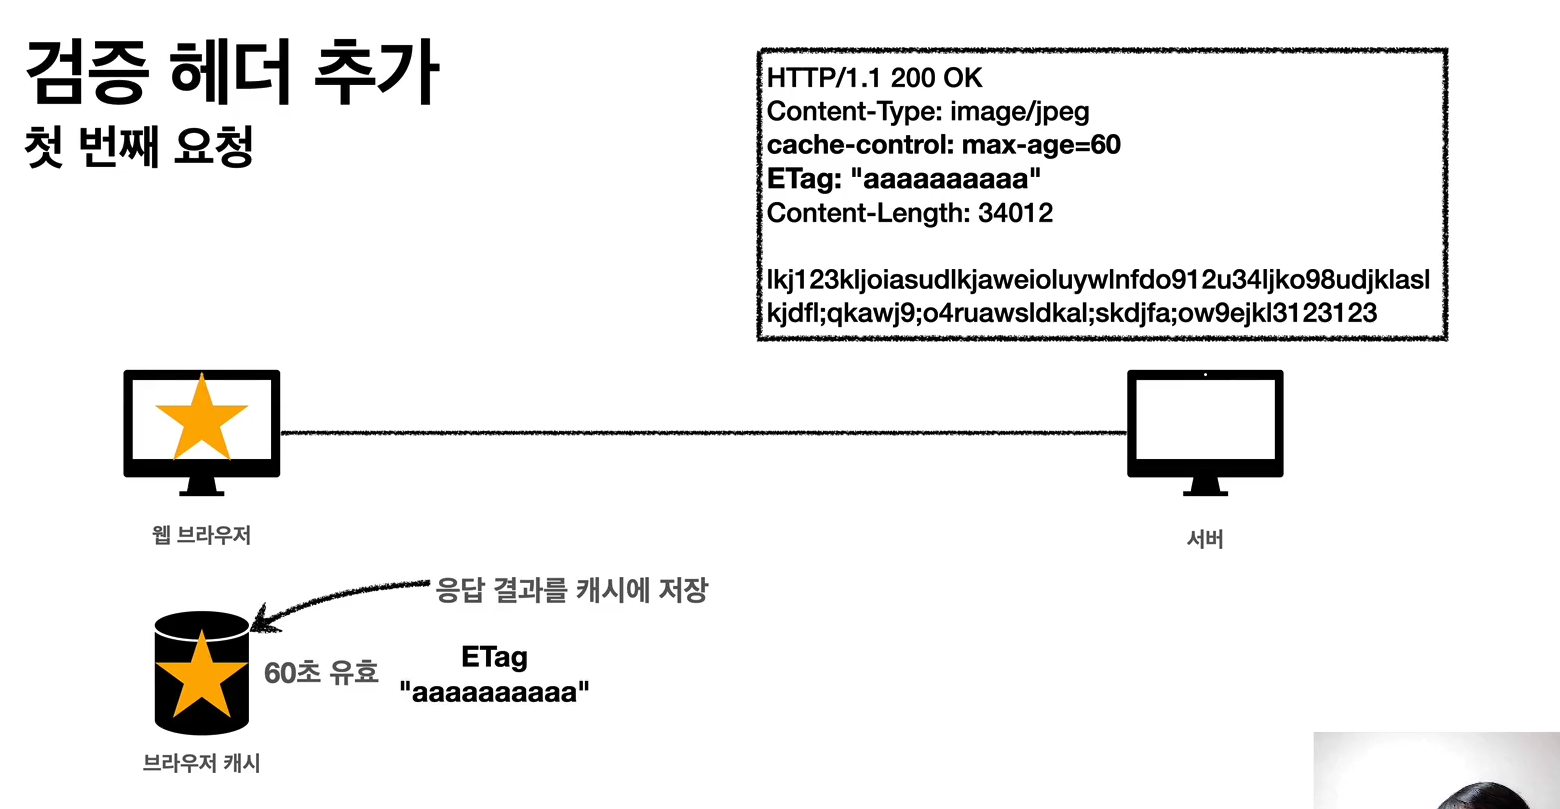 검증 헤더 추가
첫 번째 요청
HTTP/1.1 200 OK
Content-Type: image/jpeg
cache-control: max-age=60
ETag: "aaaaaaaaaa"
Content-Length: 34012
lkj123kljoiasudlkjaweioluywlnfdo912u34ljko98udjklasl
kjdfl;qkawj9;o4ruawsldkal;skdjfa;ow9ejkl3123123
웹 브라우저
서버
응답 결과를 캐시에 저장
60초 유효
ETag
"aaaaaaaaaa"
브라우저 캐시